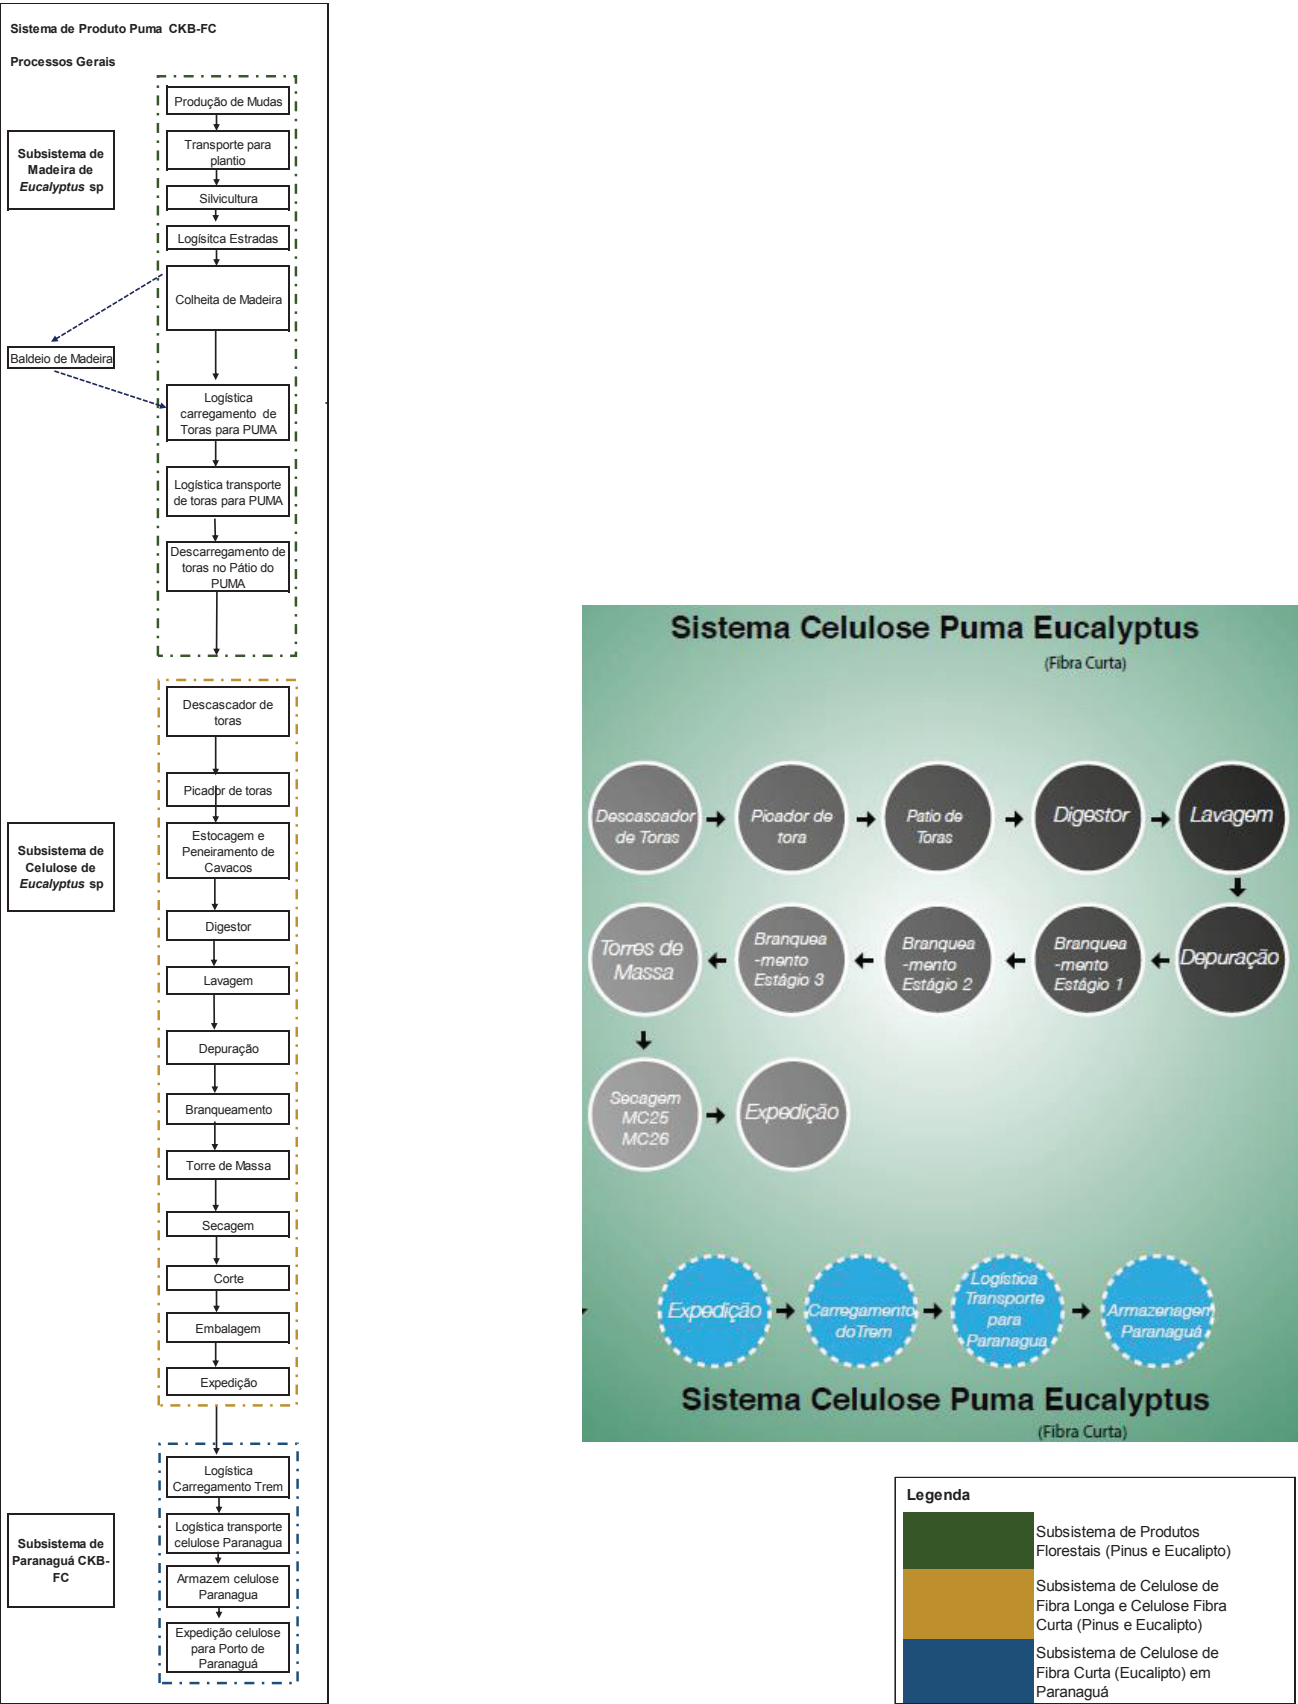 Sistema de Produto Puma CKB-FC
Processos Gerais
Produção de Mudas
Subsistema de
Madeira de
Eucalyptus sp
Transporte para
plantio
Silvicultura
Logísitca Estradas
Colheita de Madeira
Baldeio de Madeira
Logística
carregamento de
Toras para PUMA
Logística transporte
de toras para PUMA
Descarregamento de
toras no Pátio do
PUMA
Descascador de
toras
Picador de toras
Subsistema de
Celulose de
Eucalyptus sp
Estocagem e
Peneiramento de
Cavacos
Digestor
Lavagem
Depuração
Branqueamento
Torre de Massa
Secagem
Corte
Embalagem
Expedição
Logística
Carregamento Trem
Subsistema de
Paranaguá CKB-
FC
Logística transporte
celulose Paranagua
Armazem celulose
Paranagua
Expedição celulose
para Porto de
Paranaguá
Sistema Celulose Puma Eucalyptus
(Fibra Curta)
Descascador
de Toras
Picador de
tora
Patio de
Toras
Digestor
Lavagem
Torres de
Massa
Branquea
-mento
Estágio 3
Branquea
-mento
Estágio 2
Branquea
-mento
Estágio 1
Depuração
Secagem
MC25
MC26
Expedição
Expedição
Carregamento
doTrem
Logística
Transporte
para
Paranagua
Armazenagem
Paranaguá
Sistema Celulose Puma Eucalyptus
(Fibra Curta)
Legenda
Subsistema de Produtos
Florestais (Pinus e Eucalipto)
Subsistema de Celulose de
Fibra Longa e Celulose Fibra
Curta (Pinus e Eucalipto)
Subsistema de Celulose de
Fibra Curta (Eucalipto) em
Paranaguá